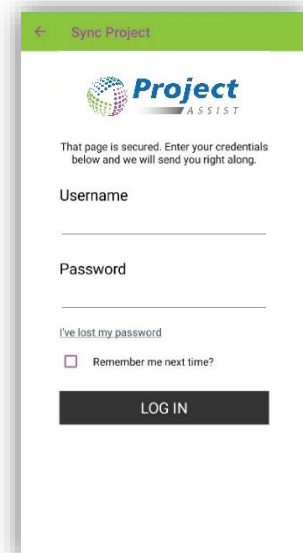 Sync Project
Project
ASSIST
That page is secured. Enter your credentials
below and we will send you right along.
Username
Password
I've lost my password
Remember me next time?
LOG IN